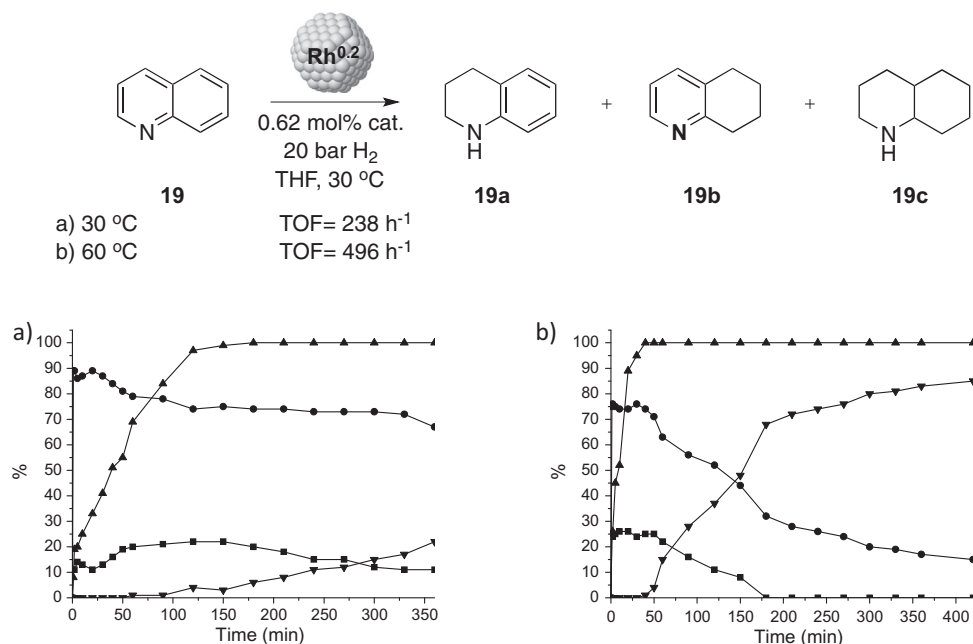 Rh0.2
0.62 mol% cat.
20 bar H2
THF, 30 ºC
N
19
+
N
H
19a
+
N
19b
N
H
19c
a) 30 ºC TOF= 238 h-1
b) 60 ºC TOF= 496 h-1
a)
100
90
80
70
60
50
40
30
20
10
0
%
0 50 100 150 200 250 300 350
Time (min)
b)
100
90
80
70
60
50
40
30
20
10
0
%
0 50 100 150 200 250 300 350 400
Time (min)